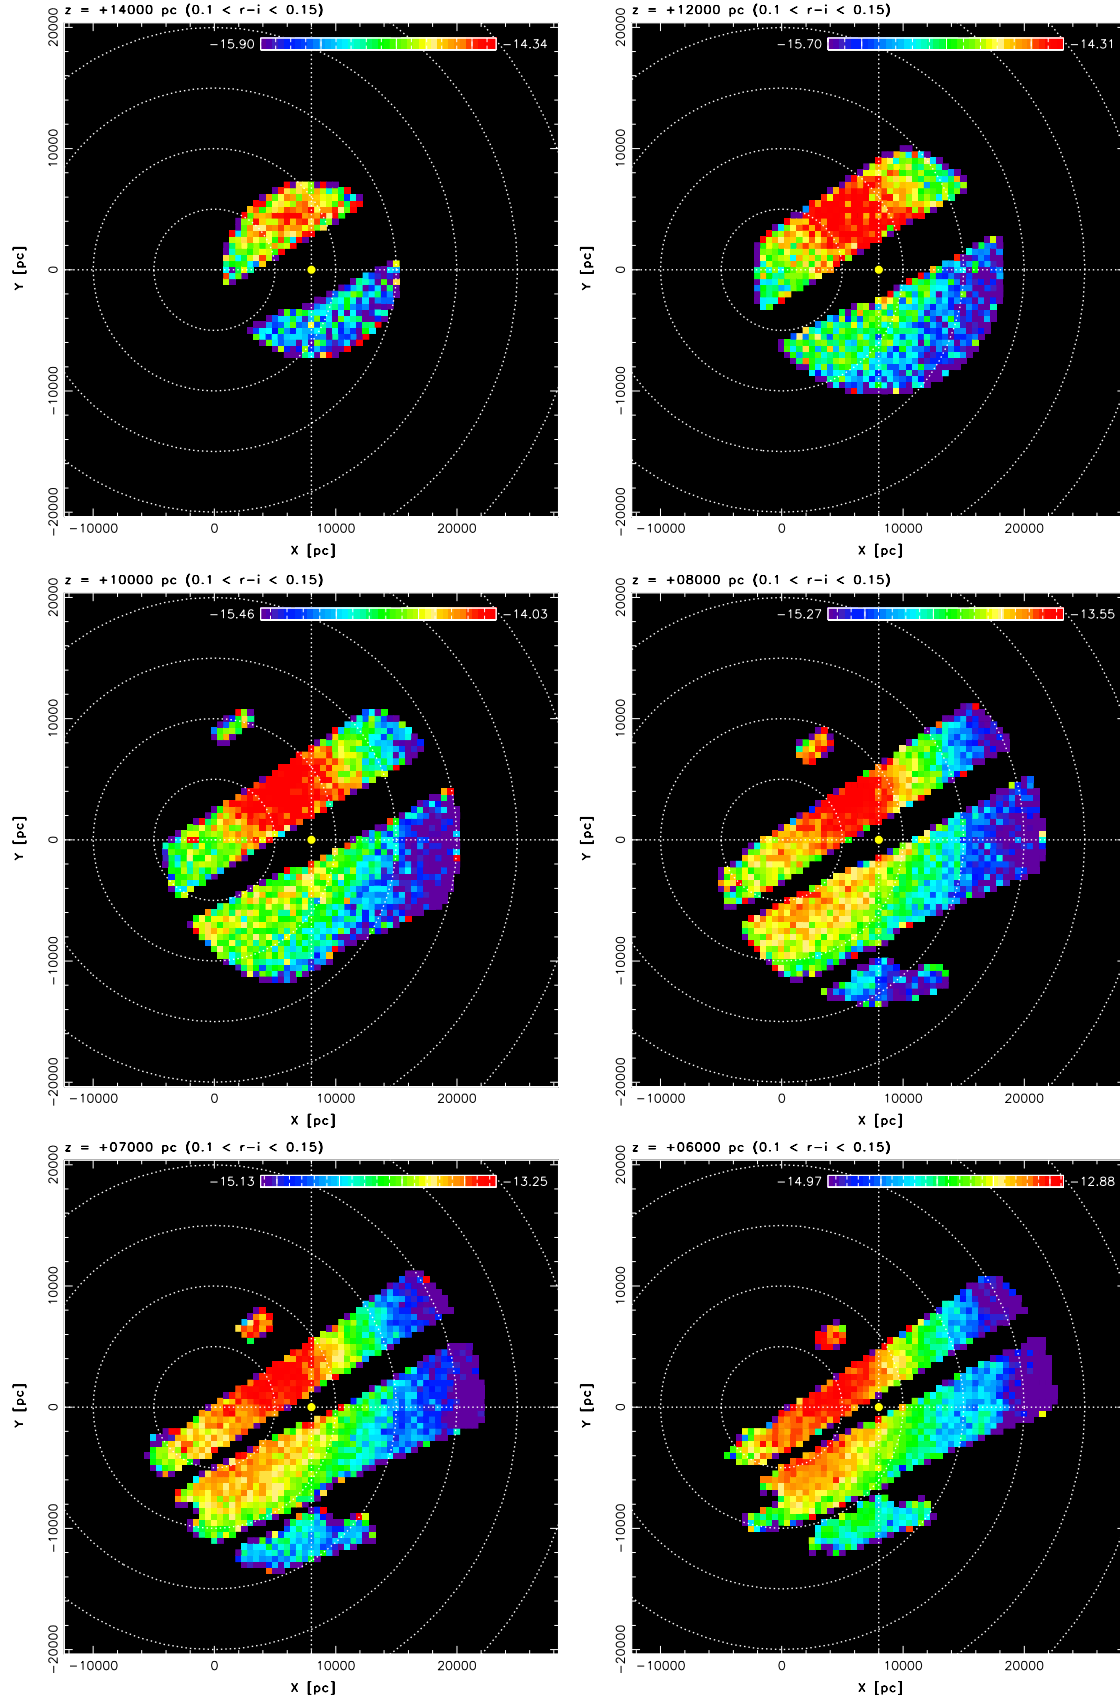 z = +14000 pc (0.1 < r-i < 0.15)
−15.90 −14.34
20000
10000
0
−10000
−20000
Y [pc]
−10000 0 10000 20000
X [pc]
z = +12000 pc (0.1 < r-i < 0.15)
−15.70 −14.31
20000
10000
0
−10000
−20000
Y [pc]
−10000 0 10000 20000
X [pc]
z = +10000 pc (0.1 < r-i < 0.15)
−15.46 −14.03
20000
10000
0
−10000
−20000
Y [pc]
−10000 0 10000 20000
X [pc]
z = +08000 pc (0.1 < r-i < 0.15)
−15.27 −13.55
20000
10000
0
−10000
−20000
Y [pc]
−10000 0 10000 20000
X [pc]
z = +07000 pc (0.1 < r-i < 0.15)
−15.13 −13.25
20000
10000
0
−10000
−20000
Y [pc]
−10000 0 10000 20000
X [pc]
z = +06000 pc (0.1 < r-i < 0.15)
−14.97 −12.88
20000
10000
0
−10000
−20000
Y [pc]
−10000 0 10000 20000
X [pc]